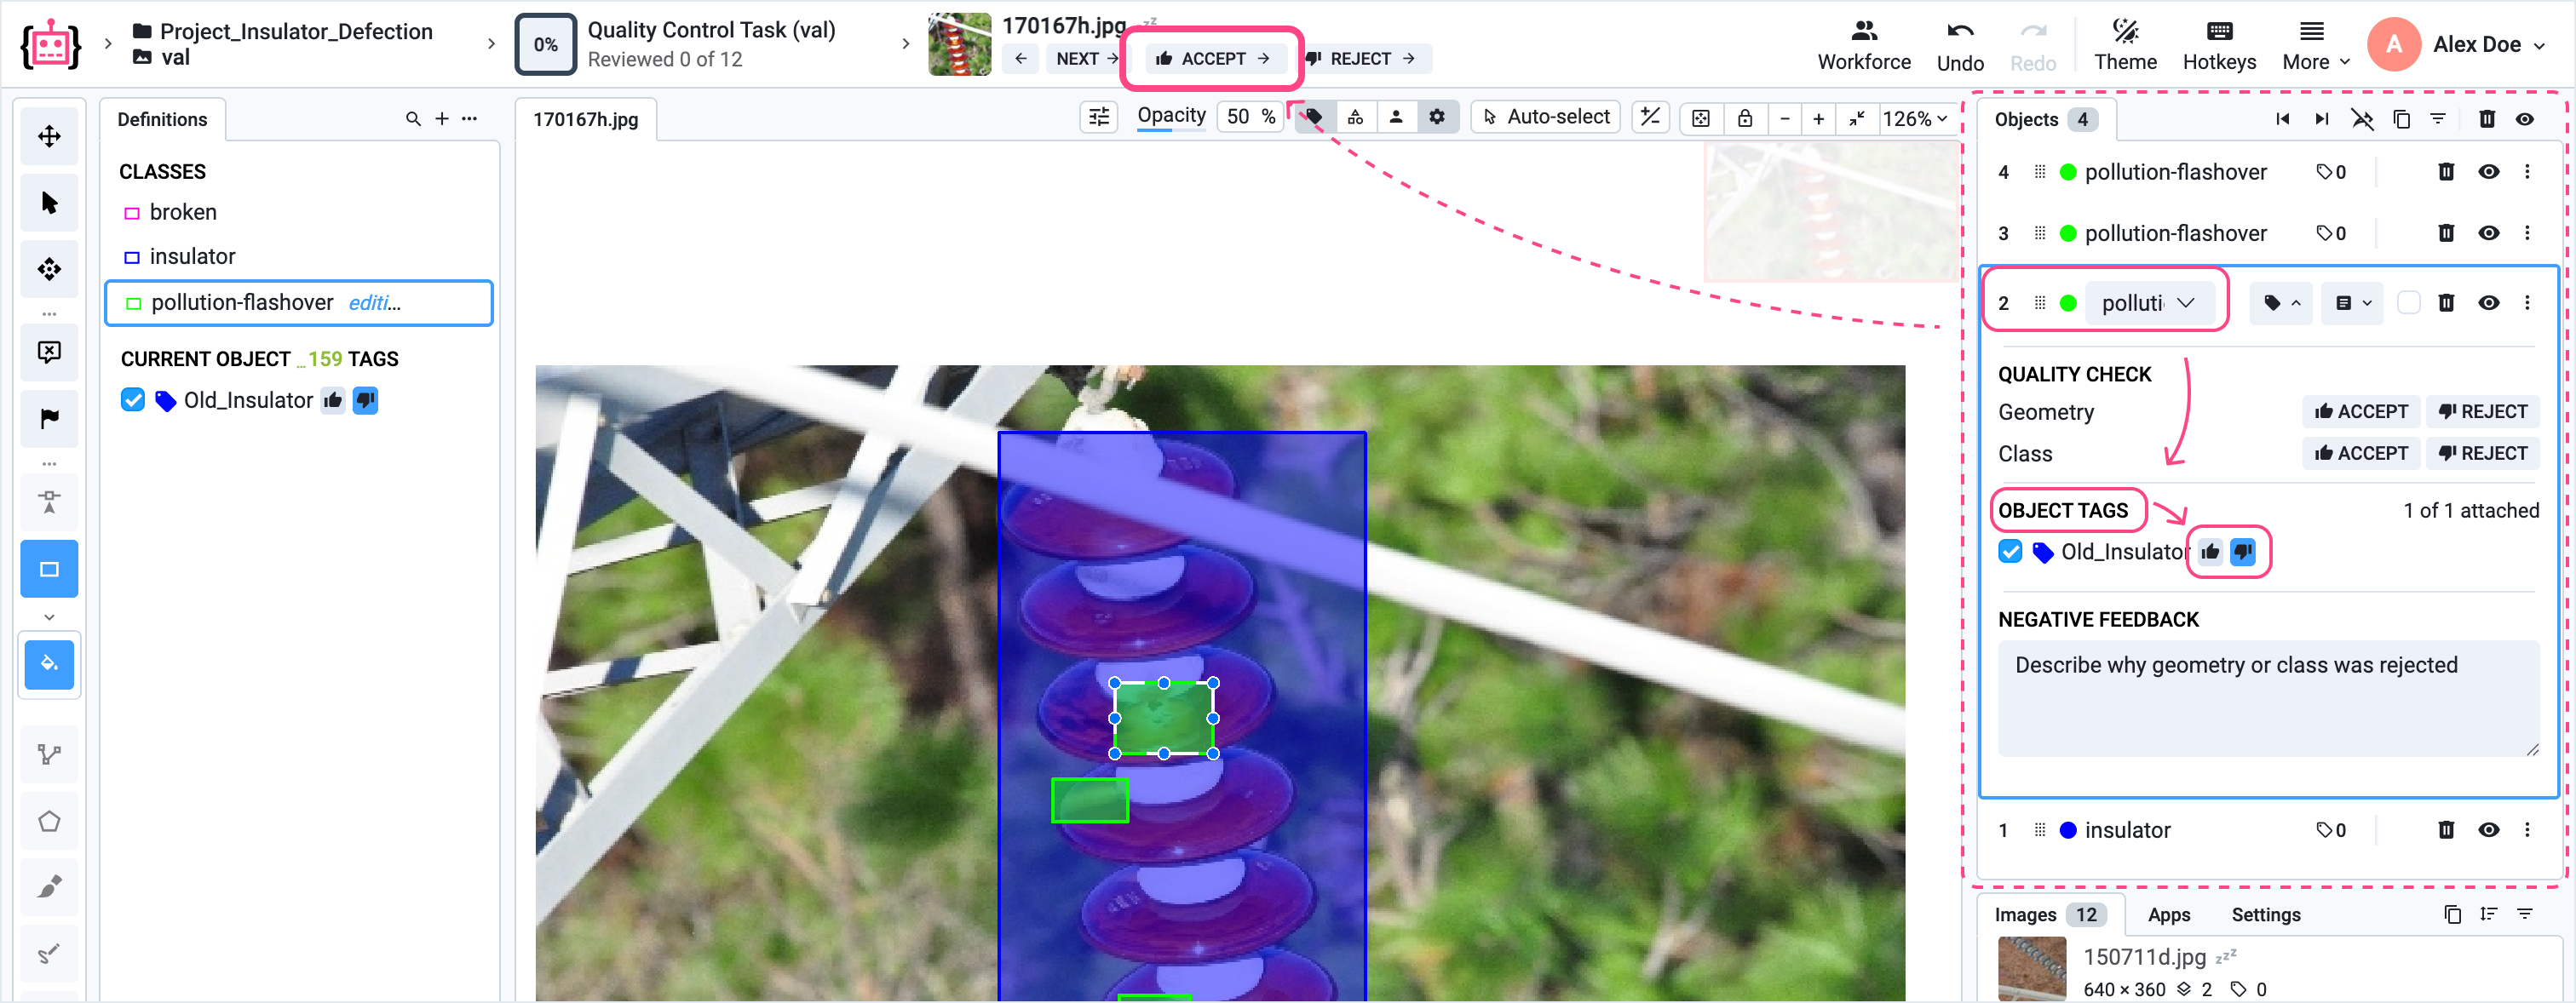 Project_Insulator_Defection
val
0%
Quality Control Task (val)
Reviewed 0 of 12
170167h.jpg zz
NEXT
ACCEPT
REJECT
Workforce
Undo
Redo
Theme
Hotkeys
More
A
Alex Doe
Definitions
CLASSES
broken
insulator
pollution-flashover editi...
CURRENT OBJECT ...159 TAGS
Old_Insulator
170167h.jpg
Opacity 50 %
Auto-select
126%
Objects 4
4 pollution-flashover 0
3 pollution-flashover 0
2 polluti
QUALITY CHECK
Geometry ACCEPT REJECT
Class ACCEPT REJECT
OBJECT TAGS 1 of 1 attached
Old_Insulator
NEGATIVE FEEDBACK
Describe why geometry or class was rejected
1 insulator 0
Images 12 Apps Settings
150711d.jpg zzz
640 × 360 2 0